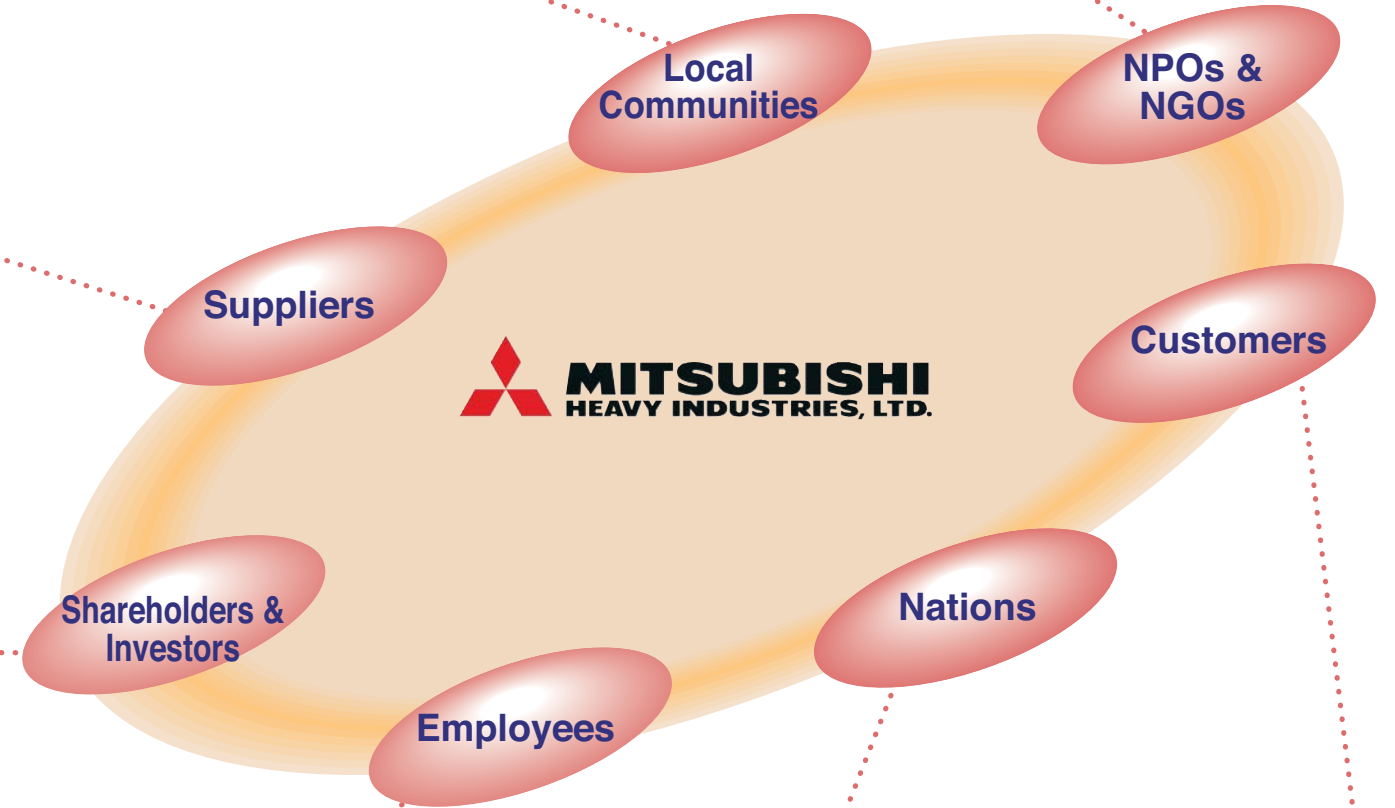 Local
Communities
NPOs &
NGOs
Suppliers
Customers
MITSUBISHI
HEAVY INDUSTRIES, LTD.
Shareholders &
Investors
Nations
Employees